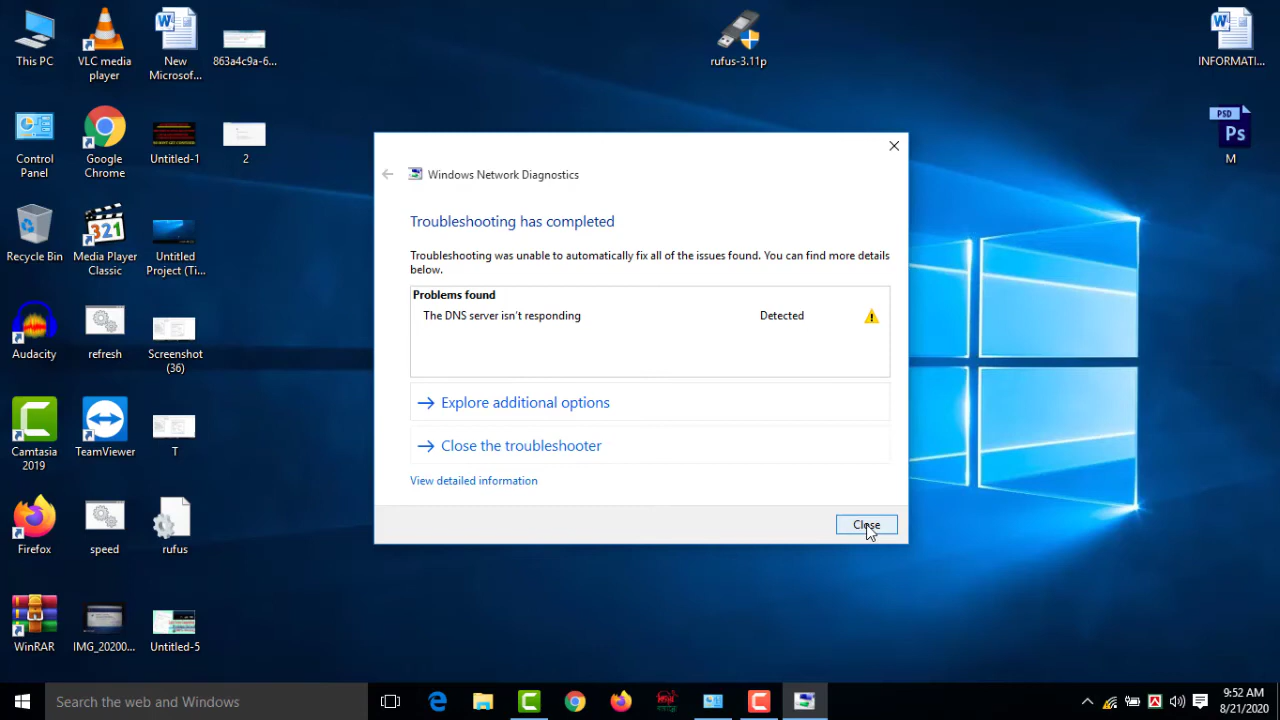 This PC
VLC media
player
New
Microsof...
863a4c9a-6...
rufus-3.11p
INFORMATI...
Control
Panel
Google
Chrome
Untitled-1
2
PSD
Ps
M
Recycle Bin
321
Media Player
Classic
Untitled
Project (Ti...
Audacity
refresh
Screenshot
(36)
Camtasia
2019
TeamViewer
T
Firefox
speed
rufus
WinRAR
IMG_20200...
Untitled-5
Windows Network Diagnostics
Troubleshooting has completed
Troubleshooting was unable to automatically fix all of the issues found. You can find more details
below.
Problems found
The DNS server isn't responding Detected
Explore additional options
Close the troubleshooter
View detailed information
Close
Search the web and Windows
9:52 AM
8/21/2020